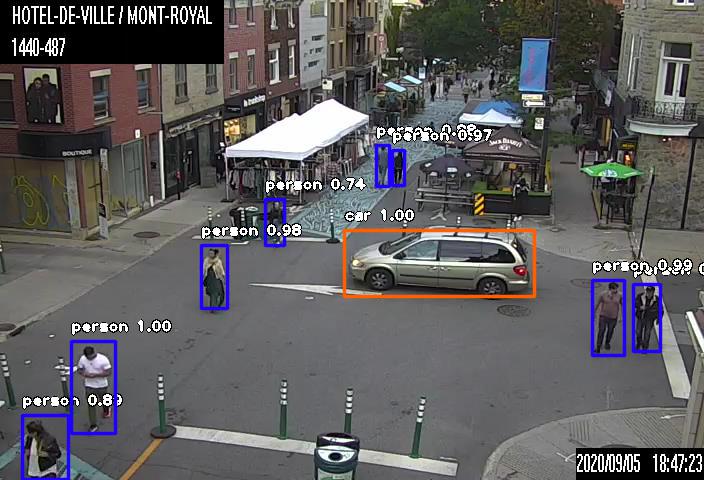 HOTEL-DE-VILLE / MONT-ROYAL
1440-487
BOUTIQUE
JACK DANIEL'S
person 0.97
person 0.74
car 1.00
person 0.98
person 0.99
person 1.00
person 0.89
2020/09/05 18:47:23